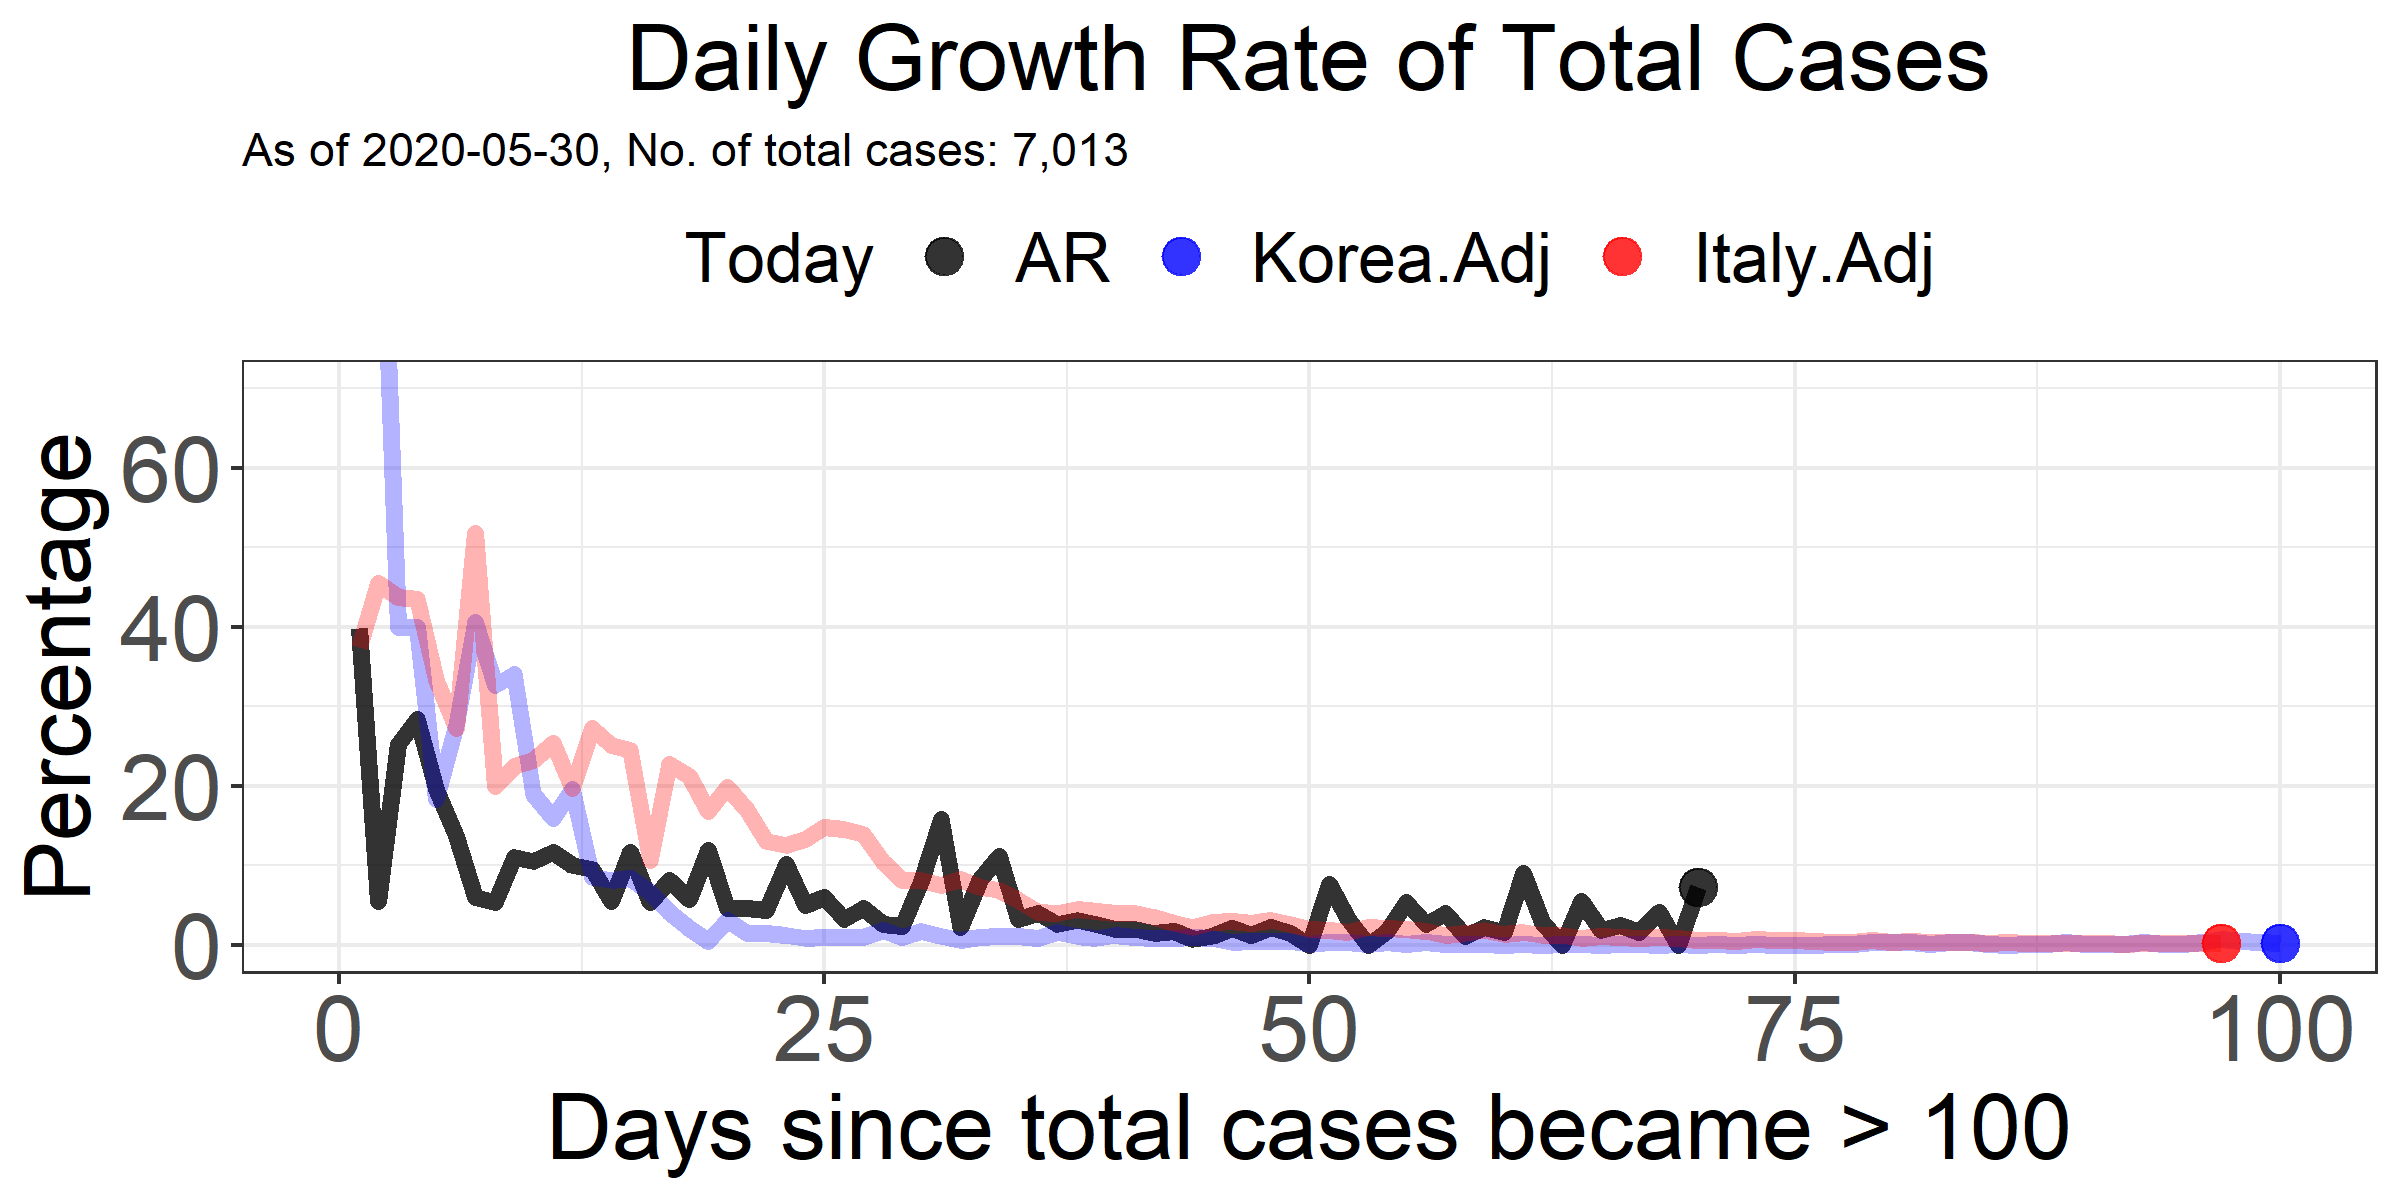 Daily Growth Rate of Total Cases
As of 2020-05-30, No. of total cases: 7,013
Today AR Korea.Adj Italy.Adj
Percentage
60
40
20
0
0 25 50 75 100
Days since total cases became > 100